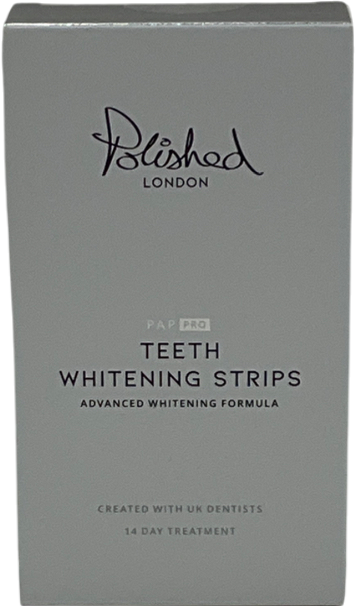 Polished
LONDON
PAP PRO
TEETH
WHITENING STRIPS
ADVANCED WHITENING FORMULA
CREATED WITH UK DENTISTS
14 DAY TREATMENT